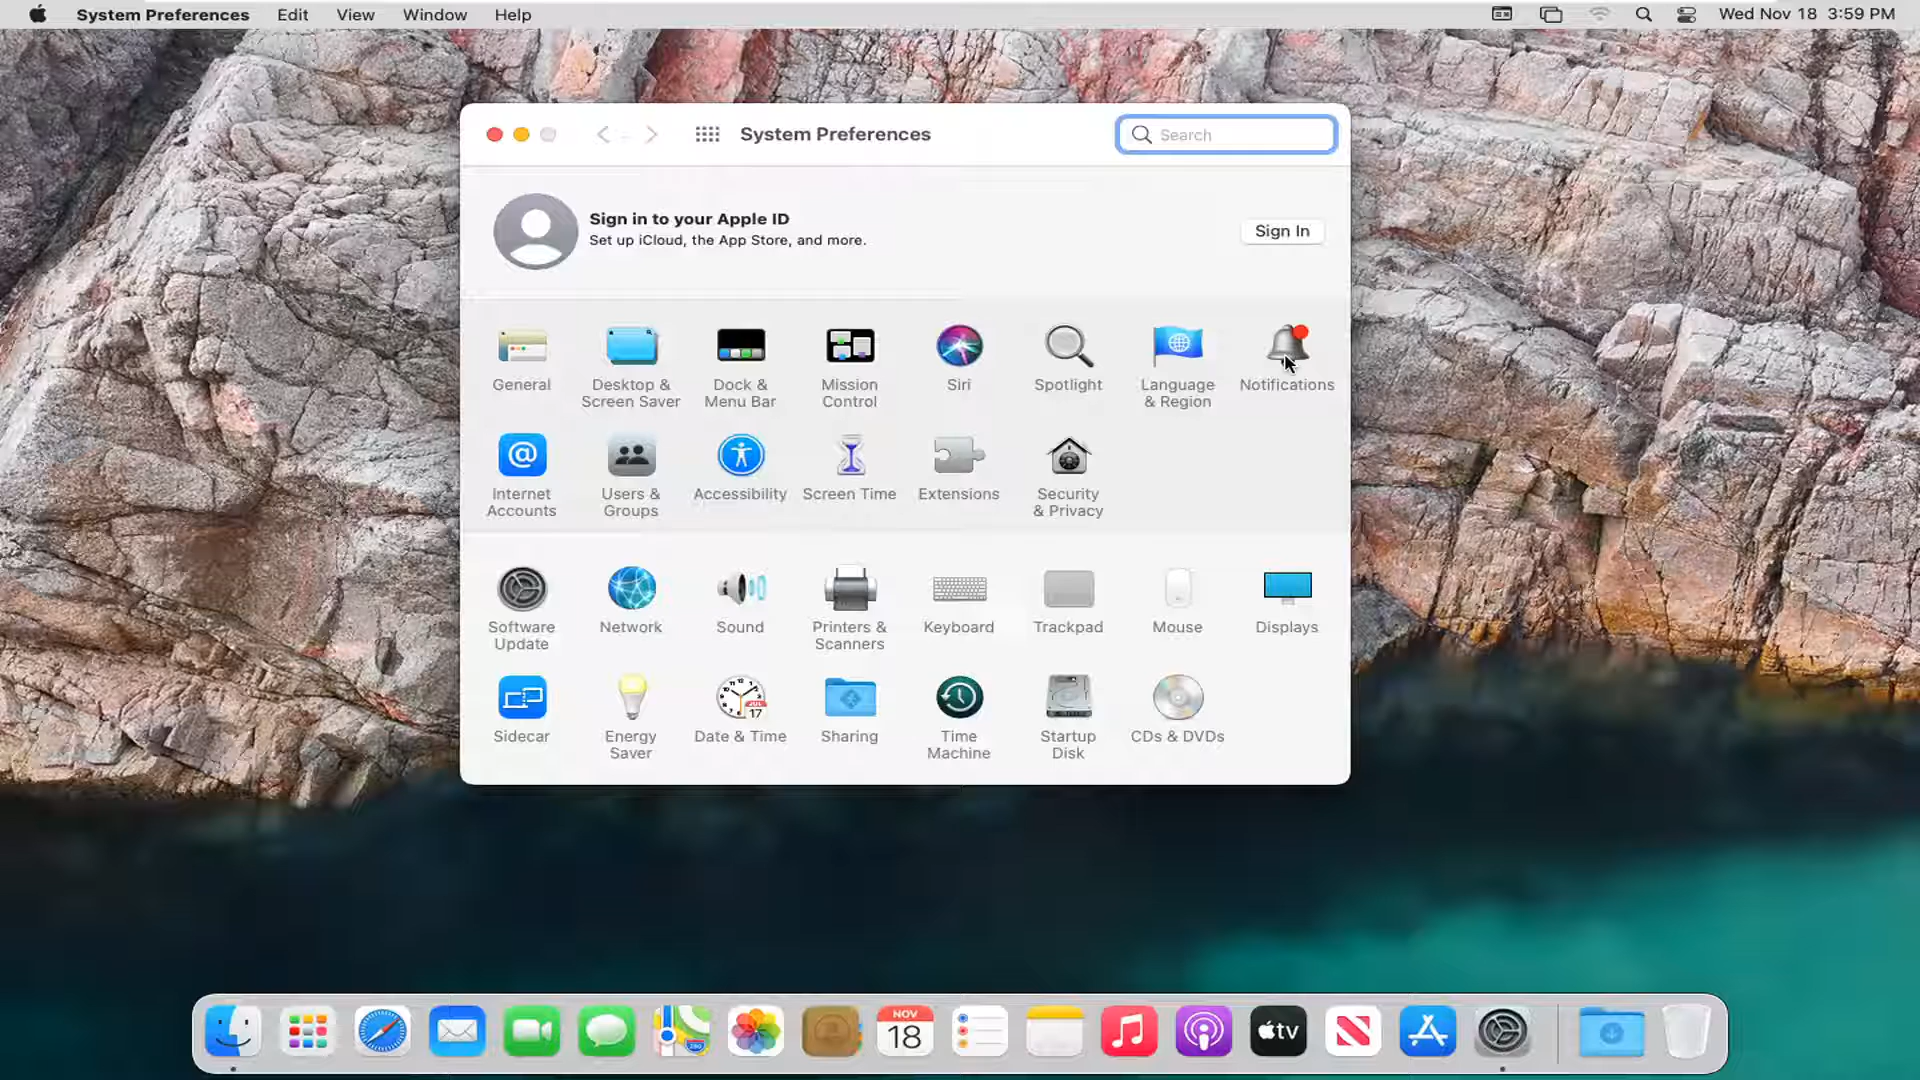 System Preferences Edit View Window Help Wed Nov 18 3:59 PM
System Preferences Search
Sign in to your Apple ID
Set up iCloud, the App Store, and more.
Sign In
General
Desktop &
Screen Saver
Dock &
Menu Bar
Mission
Control
Siri
Spotlight
Language
& Region
Notifications
Internet
Accounts
Users &
Groups
Accessibility
Screen Time
Extensions
Security
& Privacy
Software
Update
Network
Sound
Printers &
Scanners
Keyboard
Trackpad
Mouse
Displays
Sidecar
Energy
Saver
JUL
17
Date & Time
Sharing
Time
Machine
Startup
Disk
CDs & DVDs
280
NOV
18
tv